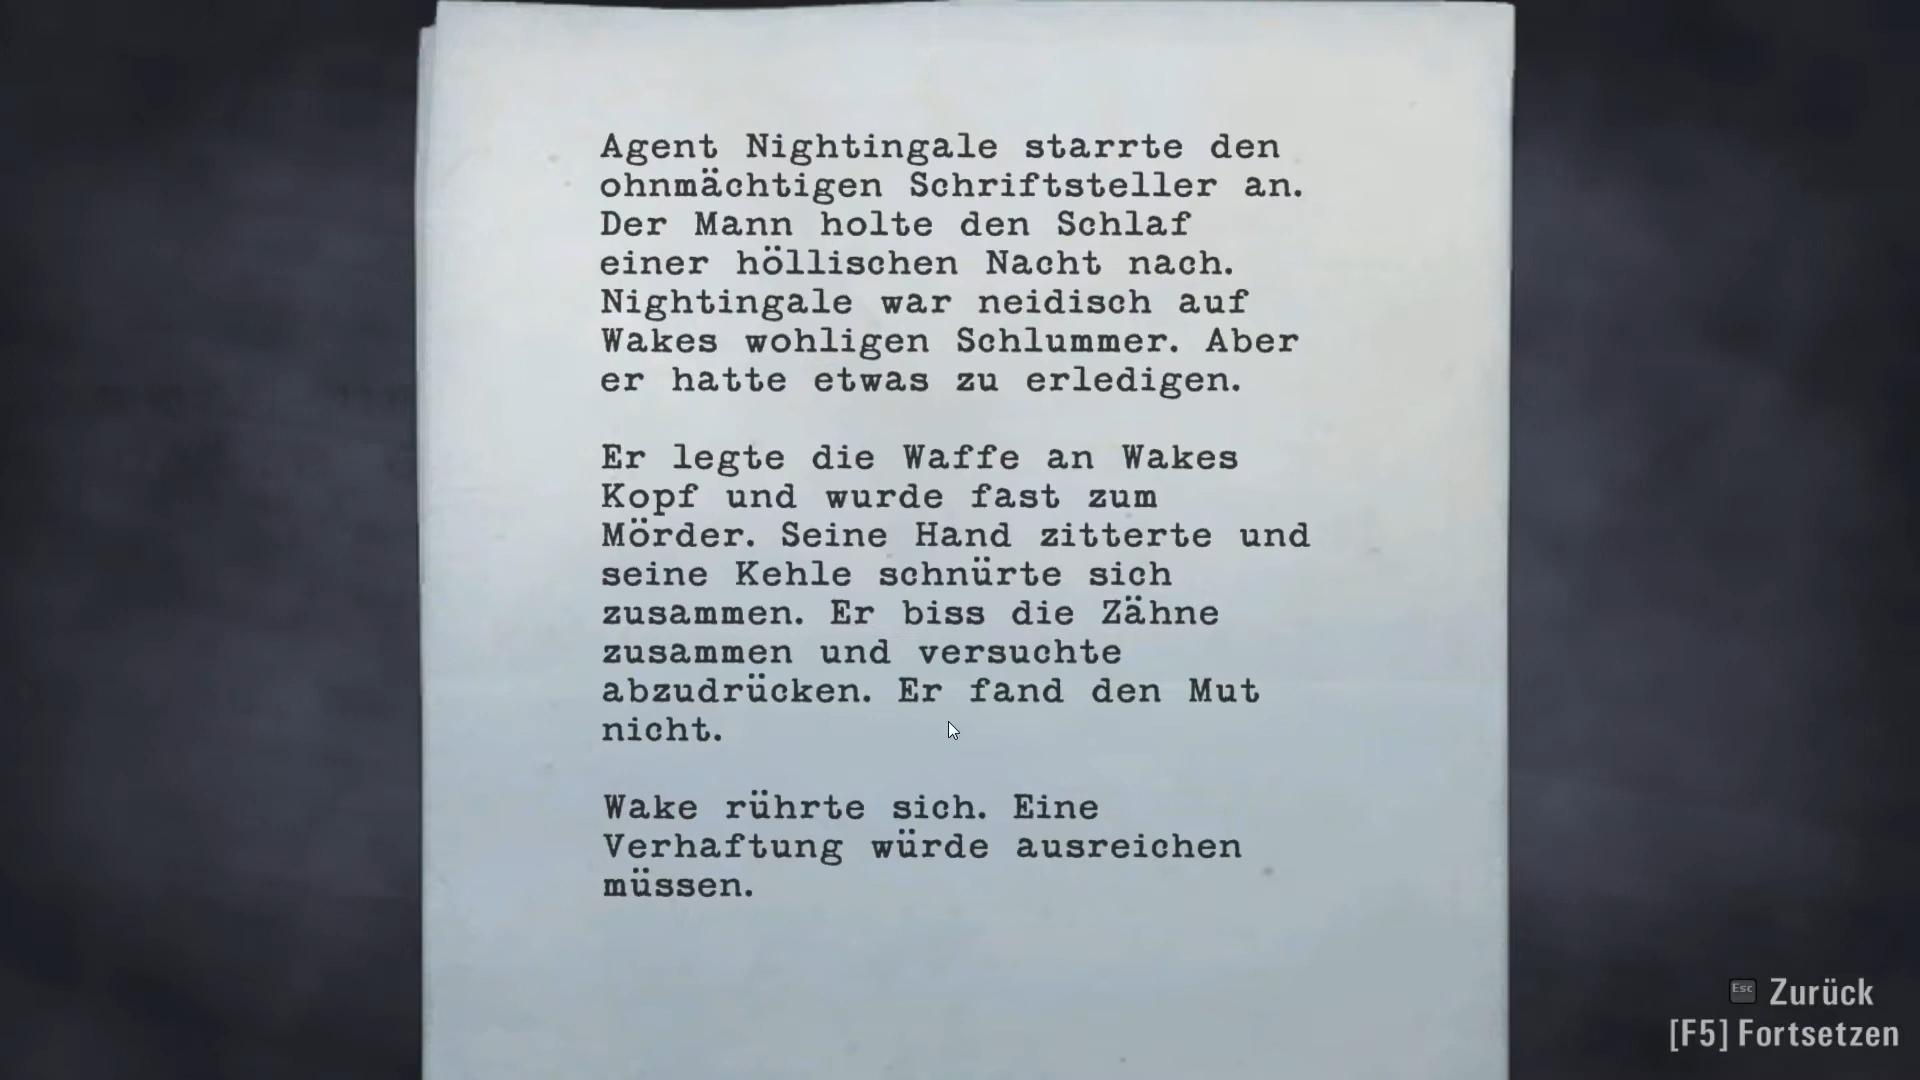 Agent Nightingale starrte den
ohnmächtigen Schriftsteller an.
Der Mann holte den Schlaf
einer höllischen Nacht nach.
Nightingale war neidisch auf
Wakes wohligen Schlummer. Aber
er hatte etwas zu erledigen.
Er legte die Waffe an Wakes
Kopf und wurde fast zum
Mörder. Seine Hand zitterte und
seine Kehle schnürte sich
zusammen. Er biss die Zähne
zusammen und versuchte
abzudrücken. Er fand den Mut
nicht.
Wake rührte sich. Eine
Verhaftung würde ausreichen
müssen.
Esc Zurück
[F5] Fortsetzen